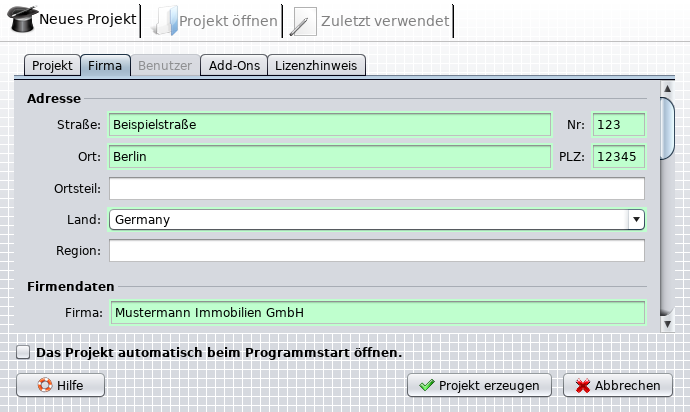 Neues Projekt Projekt öffnen Zuletzt verwendet
Projekt Firma Benutzer Add-Ons Lizenzhinweis
Adresse
Straße: Beispielstraße Nr: 123
Ort: Berlin PLZ: 12345
Ortsteil:
Land: Germany
Region:
Firmendaten
Firma: Mustermann Immobilien GmbH
Das Projekt automatisch beim Programmstart öffnen.
Hilfe Projekt erzeugen Abbrechen